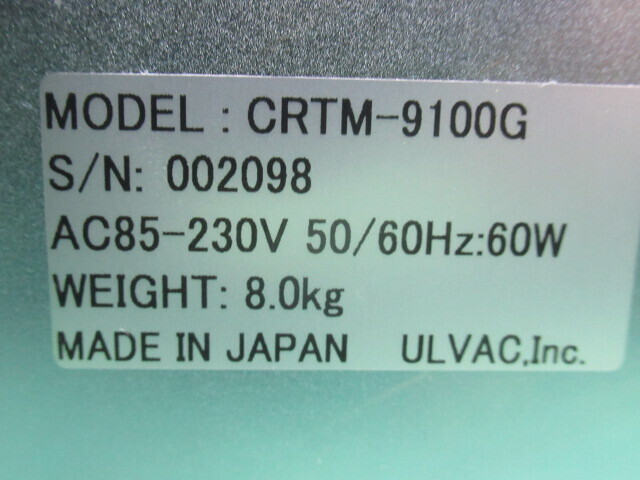 MODEL : CRTM-9100G
S/N: 002098
AC85-230V 50/60Hz:60W
WEIGHT: 8.0kg
MADE IN JAPAN ULVAC,Inc.